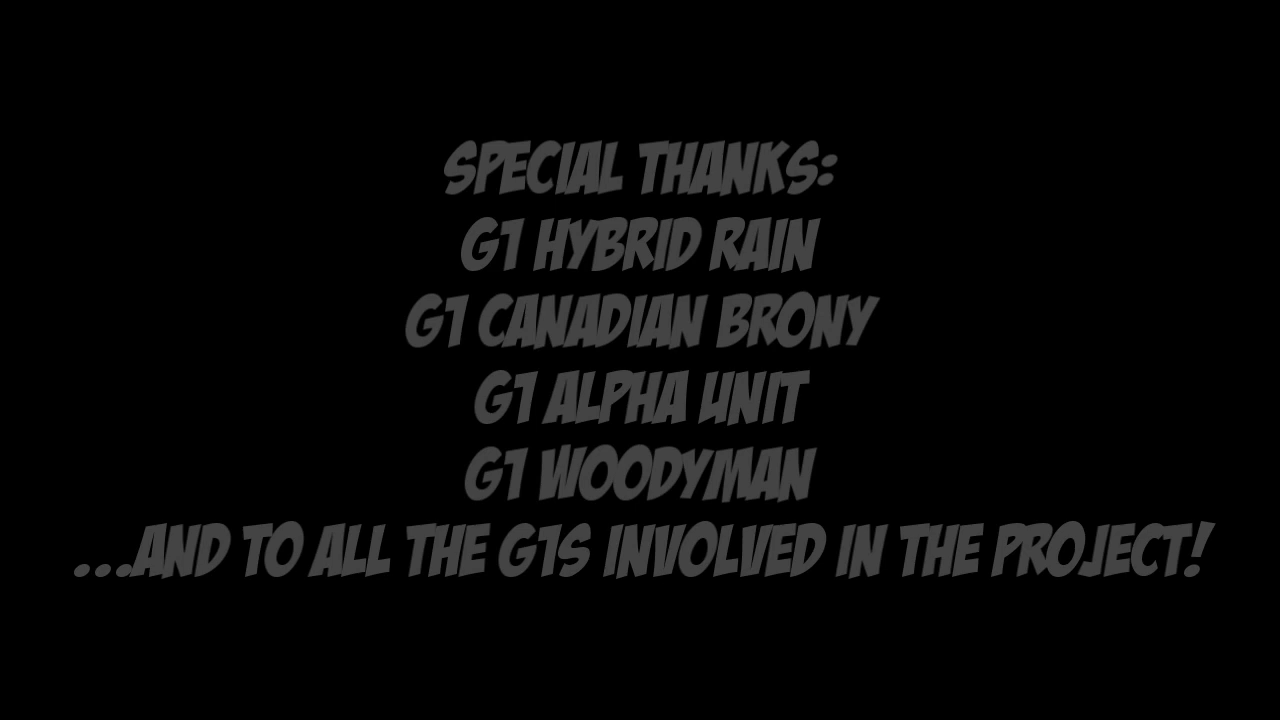 SPECIAL THANKS:
G1 HYBRID RAIN
G1 CANADIAN BRONY
G1 ALPHA UNIT
G1 WOODYMAN
...AND TO ALL THE G1S INVOLVED IN THE PROJECT!